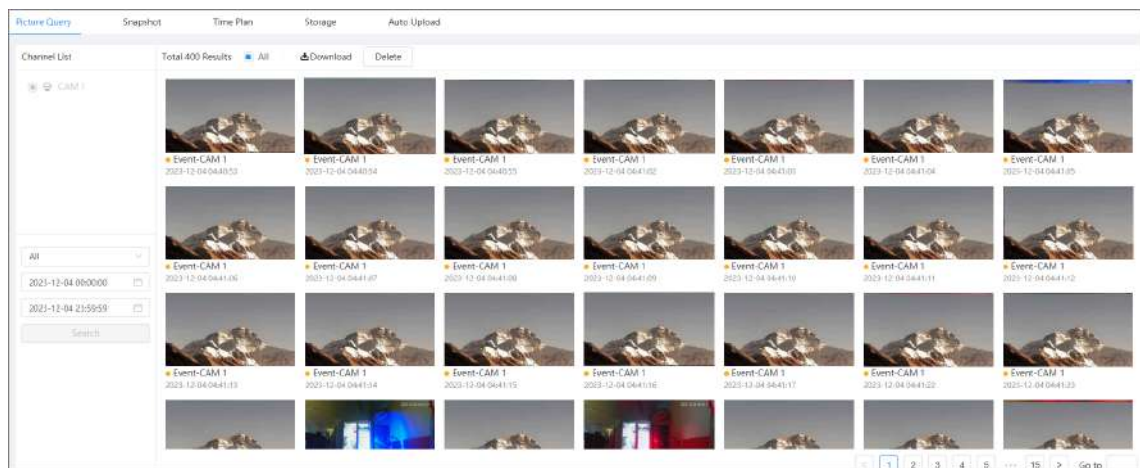 Picture Query Snapshot Time Plan Storage Auto Upload
Channel List Total 400 Results All Download Delete
CAM 1
Event-CAM 1 Event-CAM 1 Event-CAM 1 Event-CAM 1 Event-CAM 1 Event-CAM 1 Event-CAM 1
2023-12-04 04:40:53 2023-12-04 04:40:54 2023-12-04 04:40:55 2023-12-04 04:41:02 2023-12-04 04:41:03 2023-12-04 04:41:04 2023-12-04 04:41:05
All
Event-CAM 1 Event-CAM 1 Event-CAM 1 Event-CAM 1 Event-CAM 1 Event-CAM 1 Event-CAM 1
2023-12-04 04:41:06 2023-12-04 04:41:07 2023-12-04 04:41:08 2023-12-04 04:41:09 2023-12-04 04:41:10 2023-12-04 04:41:11 2023-12-04 04:41:12
2023-12-04 00:00:00
2023-12-04 23:59:59
Search
Event-CAM 1 Event-CAM 1 Event-CAM 1 Event-CAM 1 Event-CAM 1 Event-CAM 1 Event-CAM 1
2023-12-04 04:41:13 2023-12-04 04:41:14 2023-12-04 04:41:15 2023-12-04 04:41:16 2023-12-04 04:41:17 2023-12-04 04:41:22 2023-12-04 04:41:23
< 1 2 3 4 5 ••• 15 > Go to